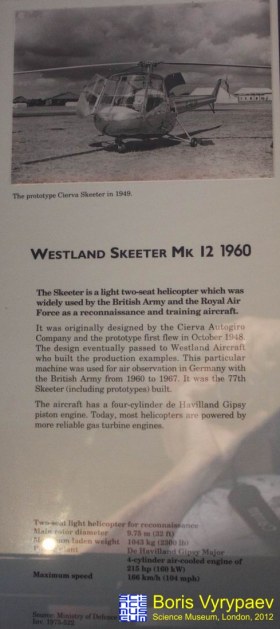 The prototype Cierva Skeeter in 1949.
WESTLAND SKEETER MK 12 1960
The Skeeter is a light two-seat helicopter which was
widely used by the British Army and the Royal Air
Force as a reconnaissance and training aircraft.
It was originally designed by the Cierva Autogiro
Company and the prototype first flew in October 1948.
The design eventually passed to Westland Aircraft
who built the production examples. This particular
machine was used for air observation in Germany with
the British Army from 1960 to 1967. It was the 77th
Skeeter (including prototypes) built.
The aircraft has a four-cylinder de Havilland Gipsy
piston engine. Today, most helicopters are powered by
more reliable gas turbine engines.
Two-seat light helicopter for reconnaissance
Main rotor diameter 9.75 m (32 ft)
laden weight
De Havilland Gipsy Major
4-cylinder air-cooled engine of
215 hp (160 kW)
Maximum speed 166 km/h (104 mph)
Source: Ministry of Defence
Boris Vyrypaev
Science Museum, London, 2012